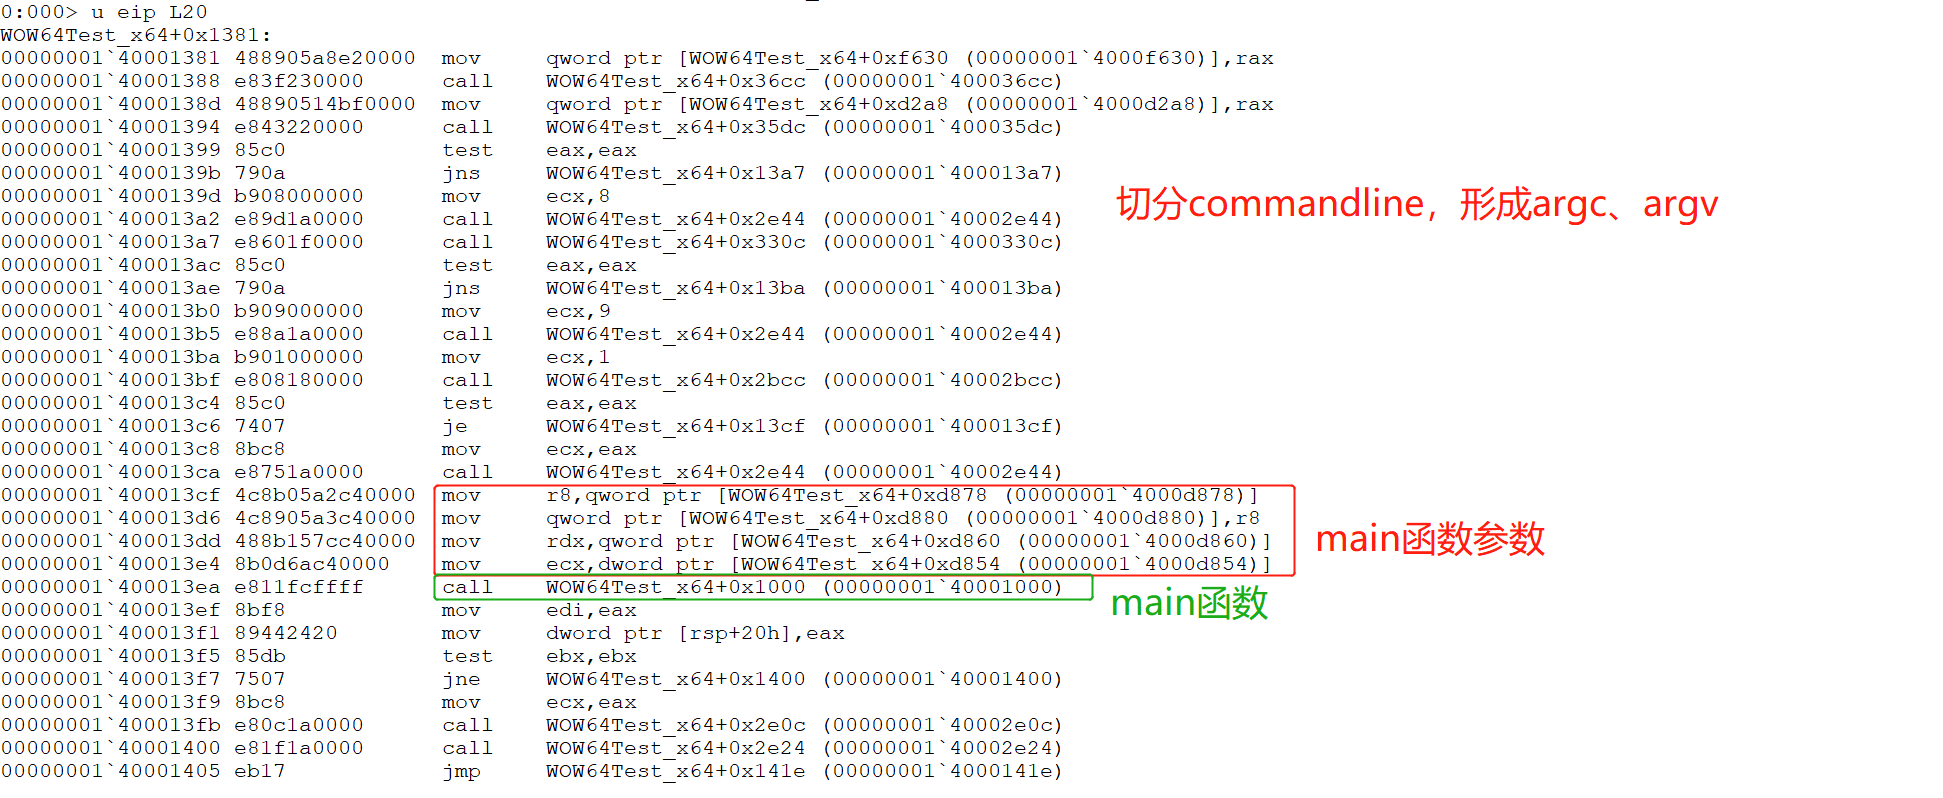 0:000> u eip L20
WOW64Test_x64+0x1381:
00000001`40001381 488905a8e20000  mov     qword ptr [WOW64Test_x64+0xf630 (00000001`4000f630)],rax
00000001`40001388 e83f230000      call    WOW64Test_x64+0x36cc (00000001`400036cc)
00000001`4000138d 48890514bf0000  mov     qword ptr [WOW64Test_x64+0xd2a8 (00000001`4000d2a8)],rax
00000001`40001394 e843220000      call    WOW64Test_x64+0x35dc (00000001`400035dc)
00000001`40001399 85c0            test    eax,eax
00000001`4000139b 790a            jns     WOW64Test_x64+0x13a7 (00000001`400013a7)
00000001`4000139d b908000000      mov     ecx,8
切分commandline，形成argc、argv
00000001`400013a2 e89d1a0000      call    WOW64Test_x64+0x2e44 (00000001`40002e44)
00000001`400013a7 e8601f0000      call    WOW64Test_x64+0x330c (00000001`4000330c)
00000001`400013ac 85c0            test    eax,eax
00000001`400013ae 790a            jns     WOW64Test_x64+0x13ba (00000001`400013ba)
00000001`400013b0 b909000000      mov     ecx,9
00000001`400013b5 e88a1a0000      call    WOW64Test_x64+0x2e44 (00000001`40002e44)
00000001`400013ba b901000000      mov     ecx,1
00000001`400013bf e808180000      call    WOW64Test_x64+0x2bcc (00000001`40002bcc)
00000001`400013c4 85c0            test    eax,eax
00000001`400013c6 7407            je      WOW64Test_x64+0x13cf (00000001`400013cf)
00000001`400013c8 8bc8            mov     ecx,eax
00000001`400013ca e8751a0000      call    WOW64Test_x64+0x2e44 (00000001`40002e44)
00000001`400013cf 4c8b05a2c40000  mov     r8,qword ptr [WOW64Test_x64+0xd878 (00000001`4000d878)]
00000001`400013d6 4c8905a3c40000  mov     qword ptr [WOW64Test_x64+0xd880 (00000001`4000d880)],r8
00000001`400013dd 488b157cc40000  mov     rdx,qword ptr [WOW64Test_x64+0xd860 (00000001`4000d860)]
main函数参数
00000001`400013e4 8b0d6ac40000    mov     ecx,dword ptr [WOW64Test_x64+0xd854 (00000001`4000d854)]
00000001`400013ea e811fcffff      call    WOW64Test_x64+0x1000 (00000001`40001000)
main函数
00000001`400013ef 8bf8            mov     edi,eax
00000001`400013f1 89442420        mov     dword ptr [rsp+20h],eax
00000001`400013f5 85db            test    ebx,ebx
00000001`400013f7 7507            jne     WOW64Test_x64+0x1400 (00000001`40001400)
00000001`400013f9 8bc8            mov     ecx,eax
00000001`400013fb e80c1a0000      call    WOW64Test_x64+0x2e0c (00000001`40002e0c)
00000001`40001400 e81f1a0000      call    WOW64Test_x64+0x2e24 (00000001`40002e24)
00000001`40001405 eb17            jmp     WOW64Test_x64+0x141e (00000001`4000141e)